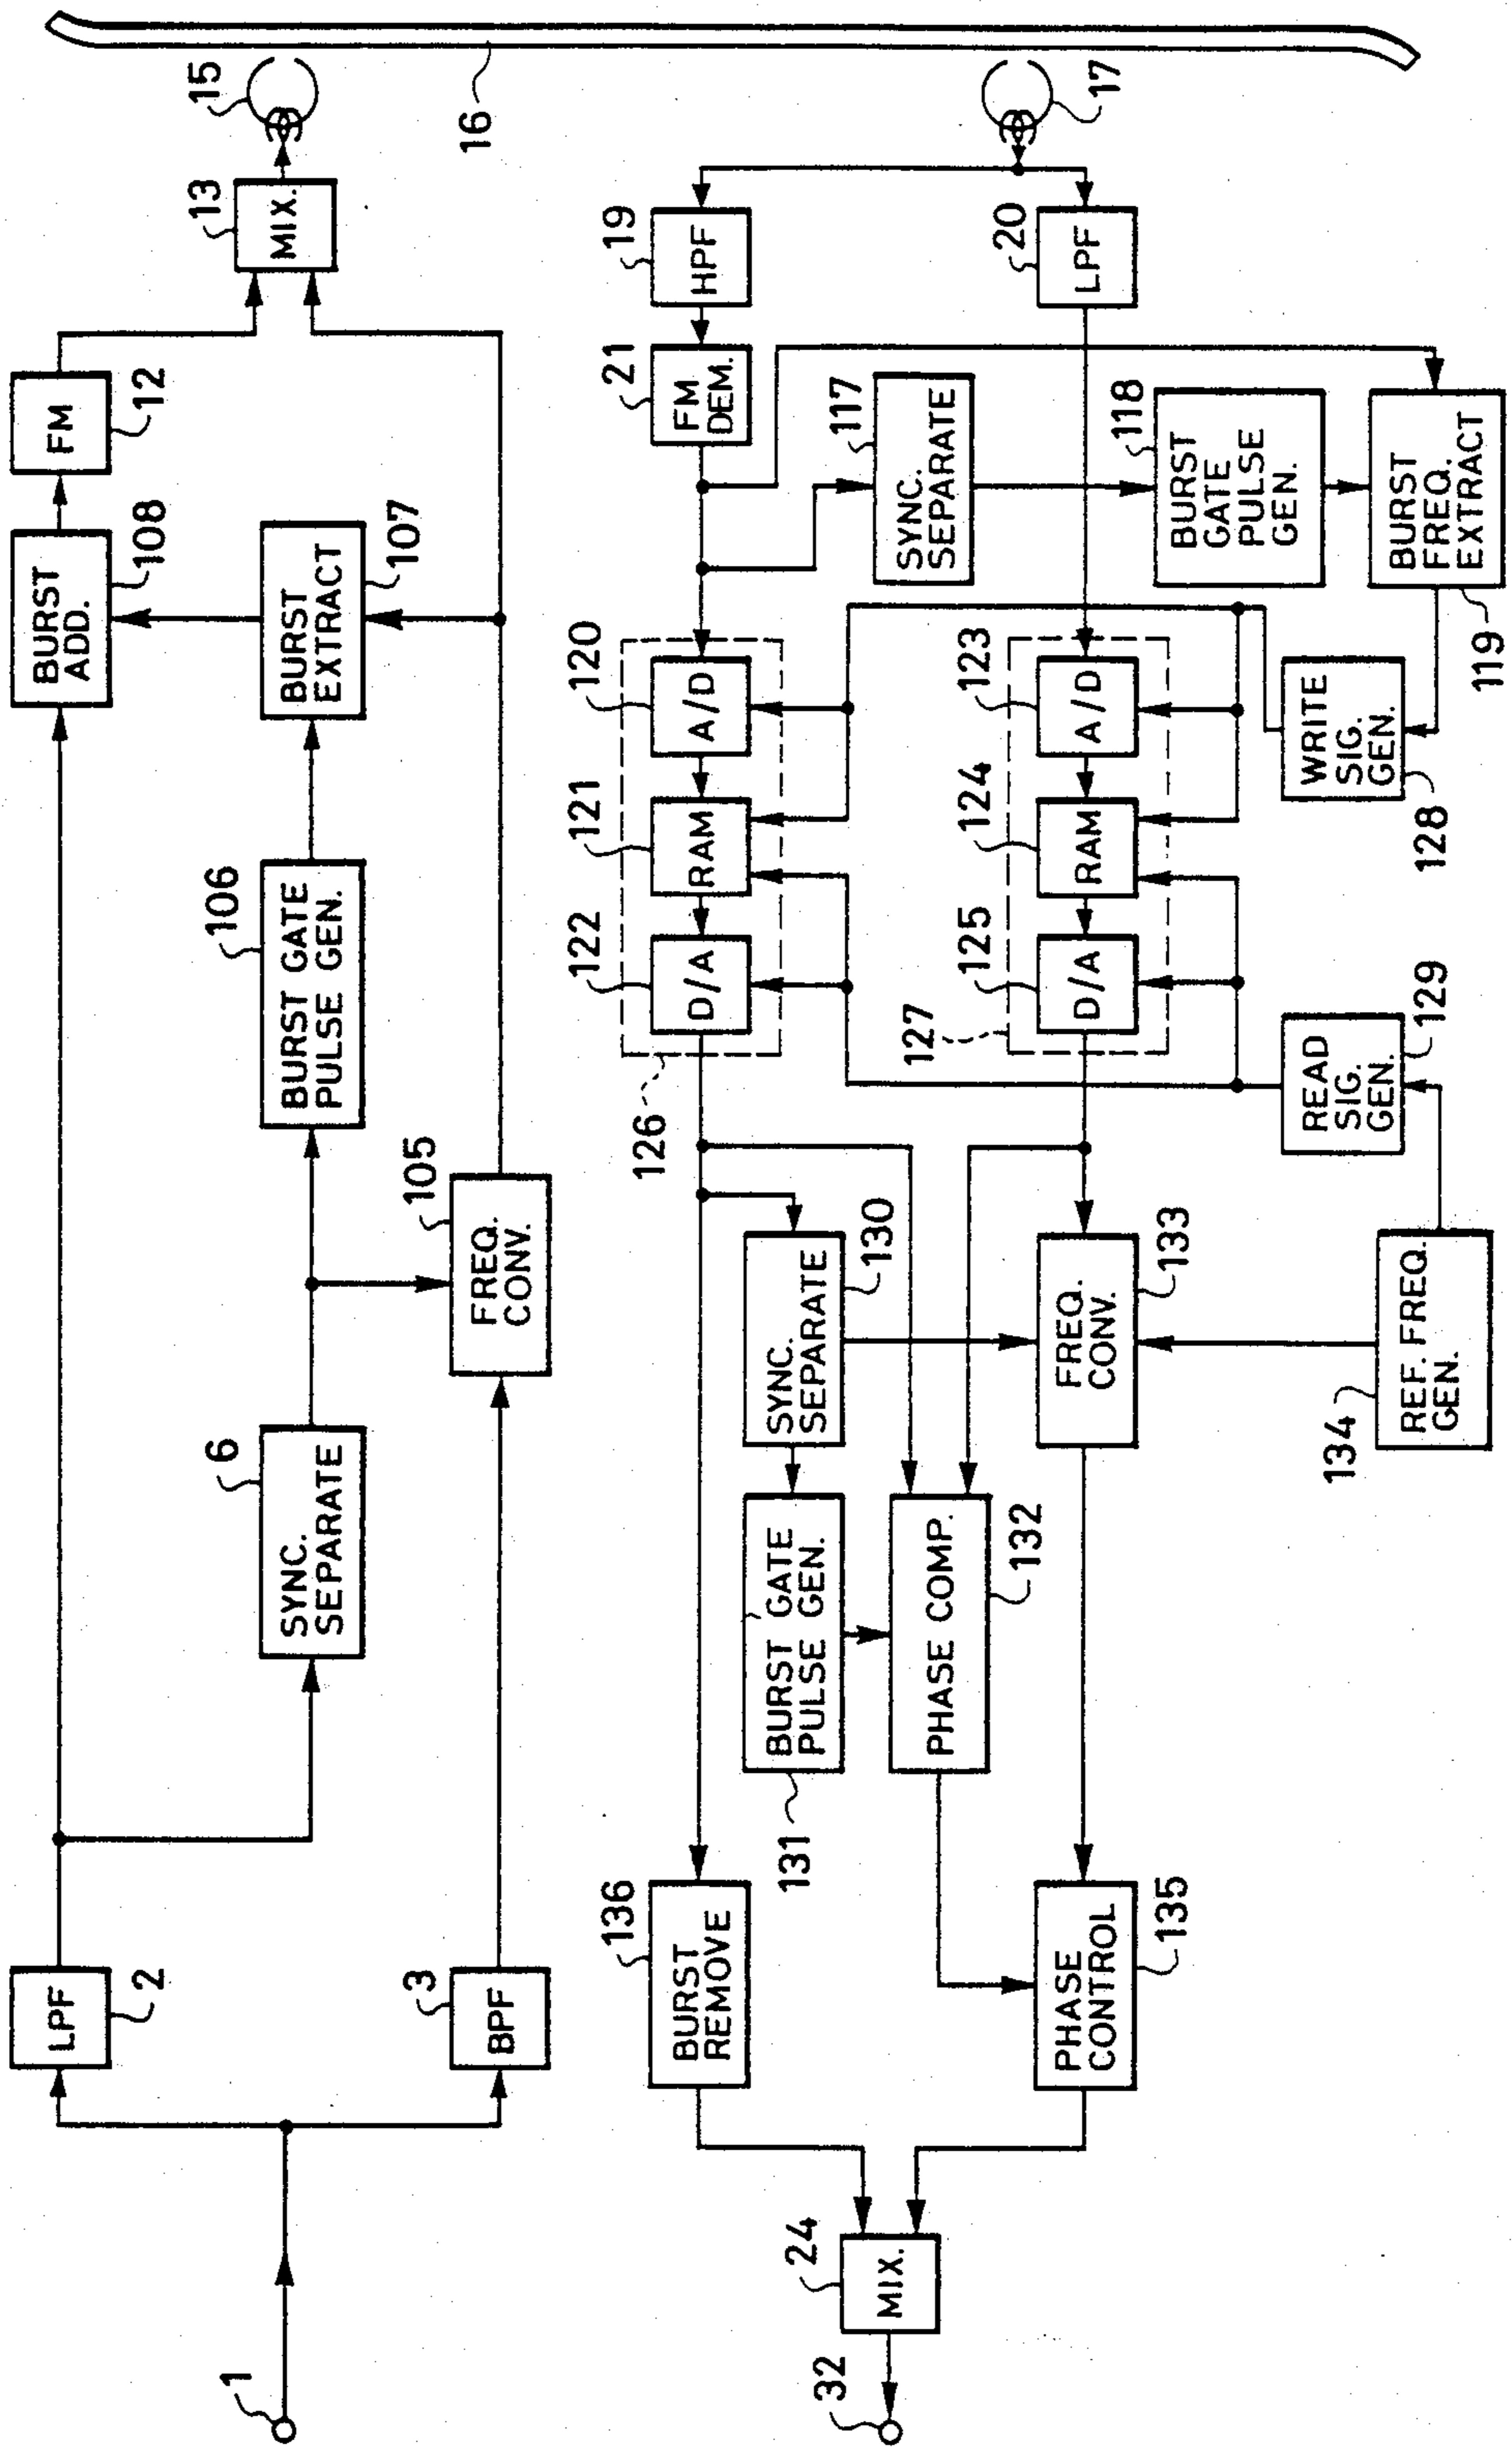 1
LPF
2
BPF
3
SYNC.
SEPARATE
6
FREQ.
CONV.
105
BURST GATE
PULSE GEN.
106
BURST
EXTRACT
107
BURST
ADD.
108
FM
12
MIX.
13
15
16
17
HPF
19
LPF
20
FM
DEM.
21
SYNC.
SEPARATE
117
BURST
GATE
PULSE
GEN.
118
BURST
FREQ.
EXTRACT
119
A/D
120
RAM
121
D/A
122
126
A/D
123
RAM
124
D/A
125
127
WRITE
SIG.
GEN.
128
READ
SIG.
GEN.
129
SYNC.
SEPARATE
130
BURST GATE
PULSE GEN.
131
PHASE COMP.
132
FREQ.
CONV.
133
REF. FREQ.
GEN.
134
BURST
REMOVE
136
PHASE
CONTROL
135
MIX.
24
32